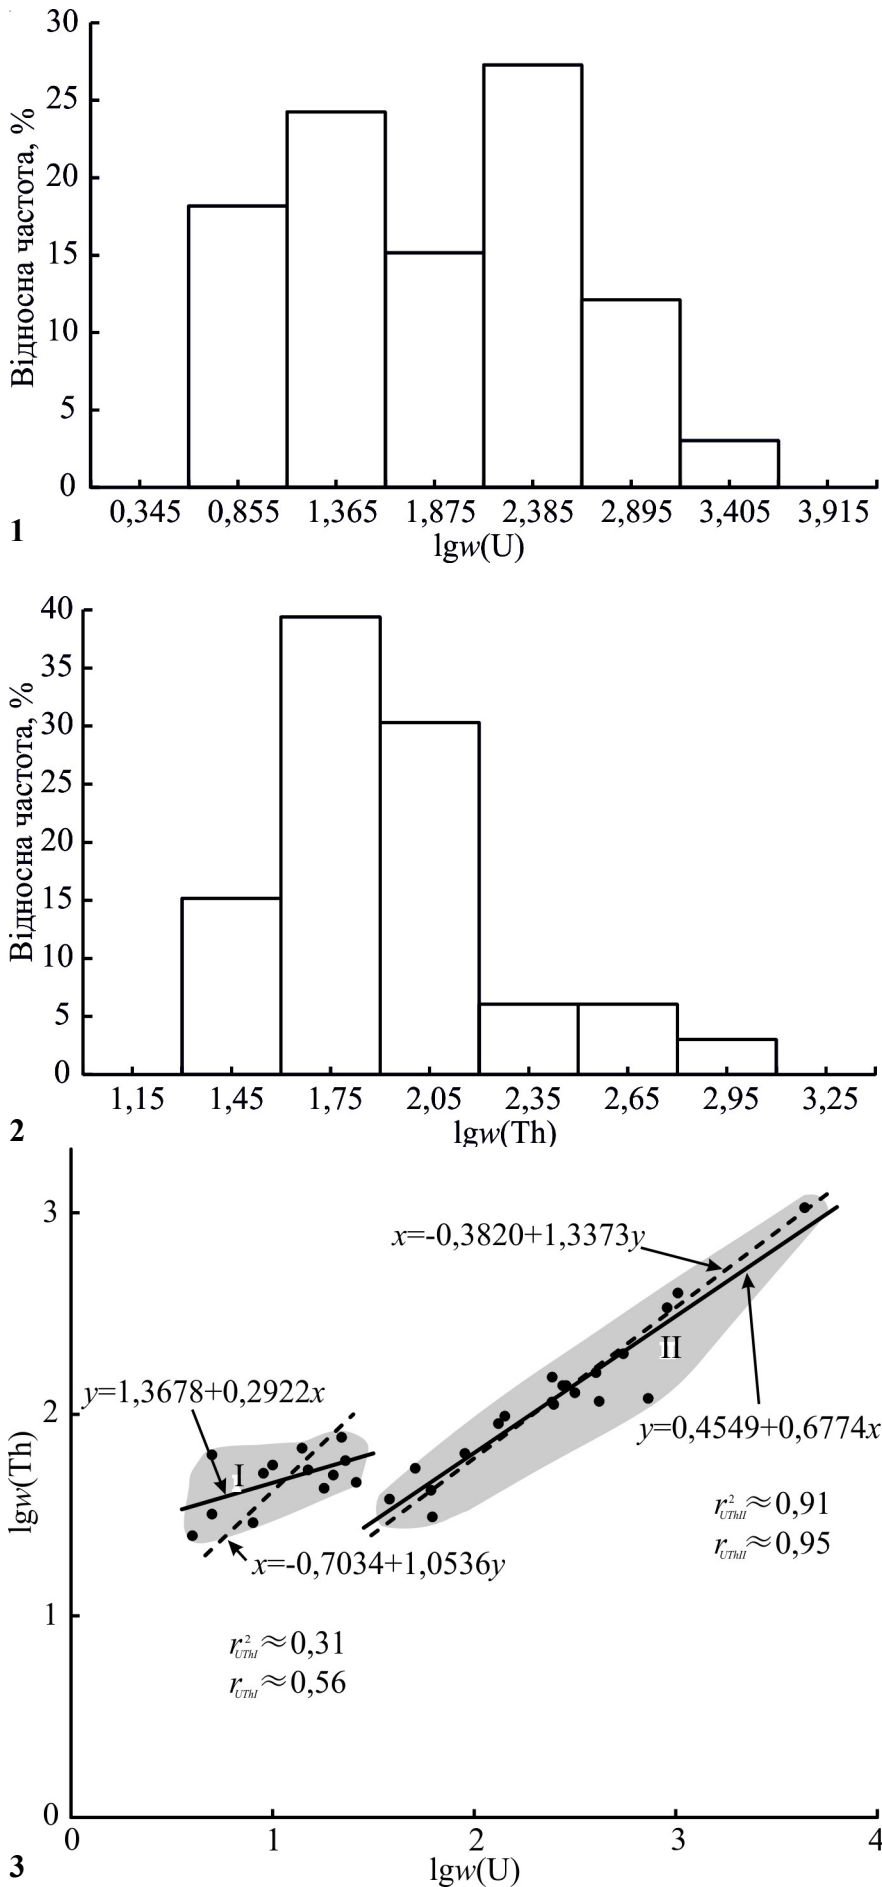 30
25
20
15
10
5
0
Відносна частота, %
0,345 0,855 1,365 1,875 2,385 2,895 3,405 3,915
lgw(U)
1
40
35
30
25
20
15
10
5
0
Відносна частота, %
1,15 1,45 1,75 2,05 2,35 2,65 2,95 3,25
lgw(Th)
2
3
2
1
0
lgw(Th)
x=-0,3820+1,3373y
II
y=1,3678+0,2922x
y=0,4549+0,6774x
I
r²UThII≈0,91
rUThII≈0,95
x=-0,7034+1,0536y
r²UThI≈0,31
rUThI≈0,56
0 1 2 3 4
lgw(U)
3